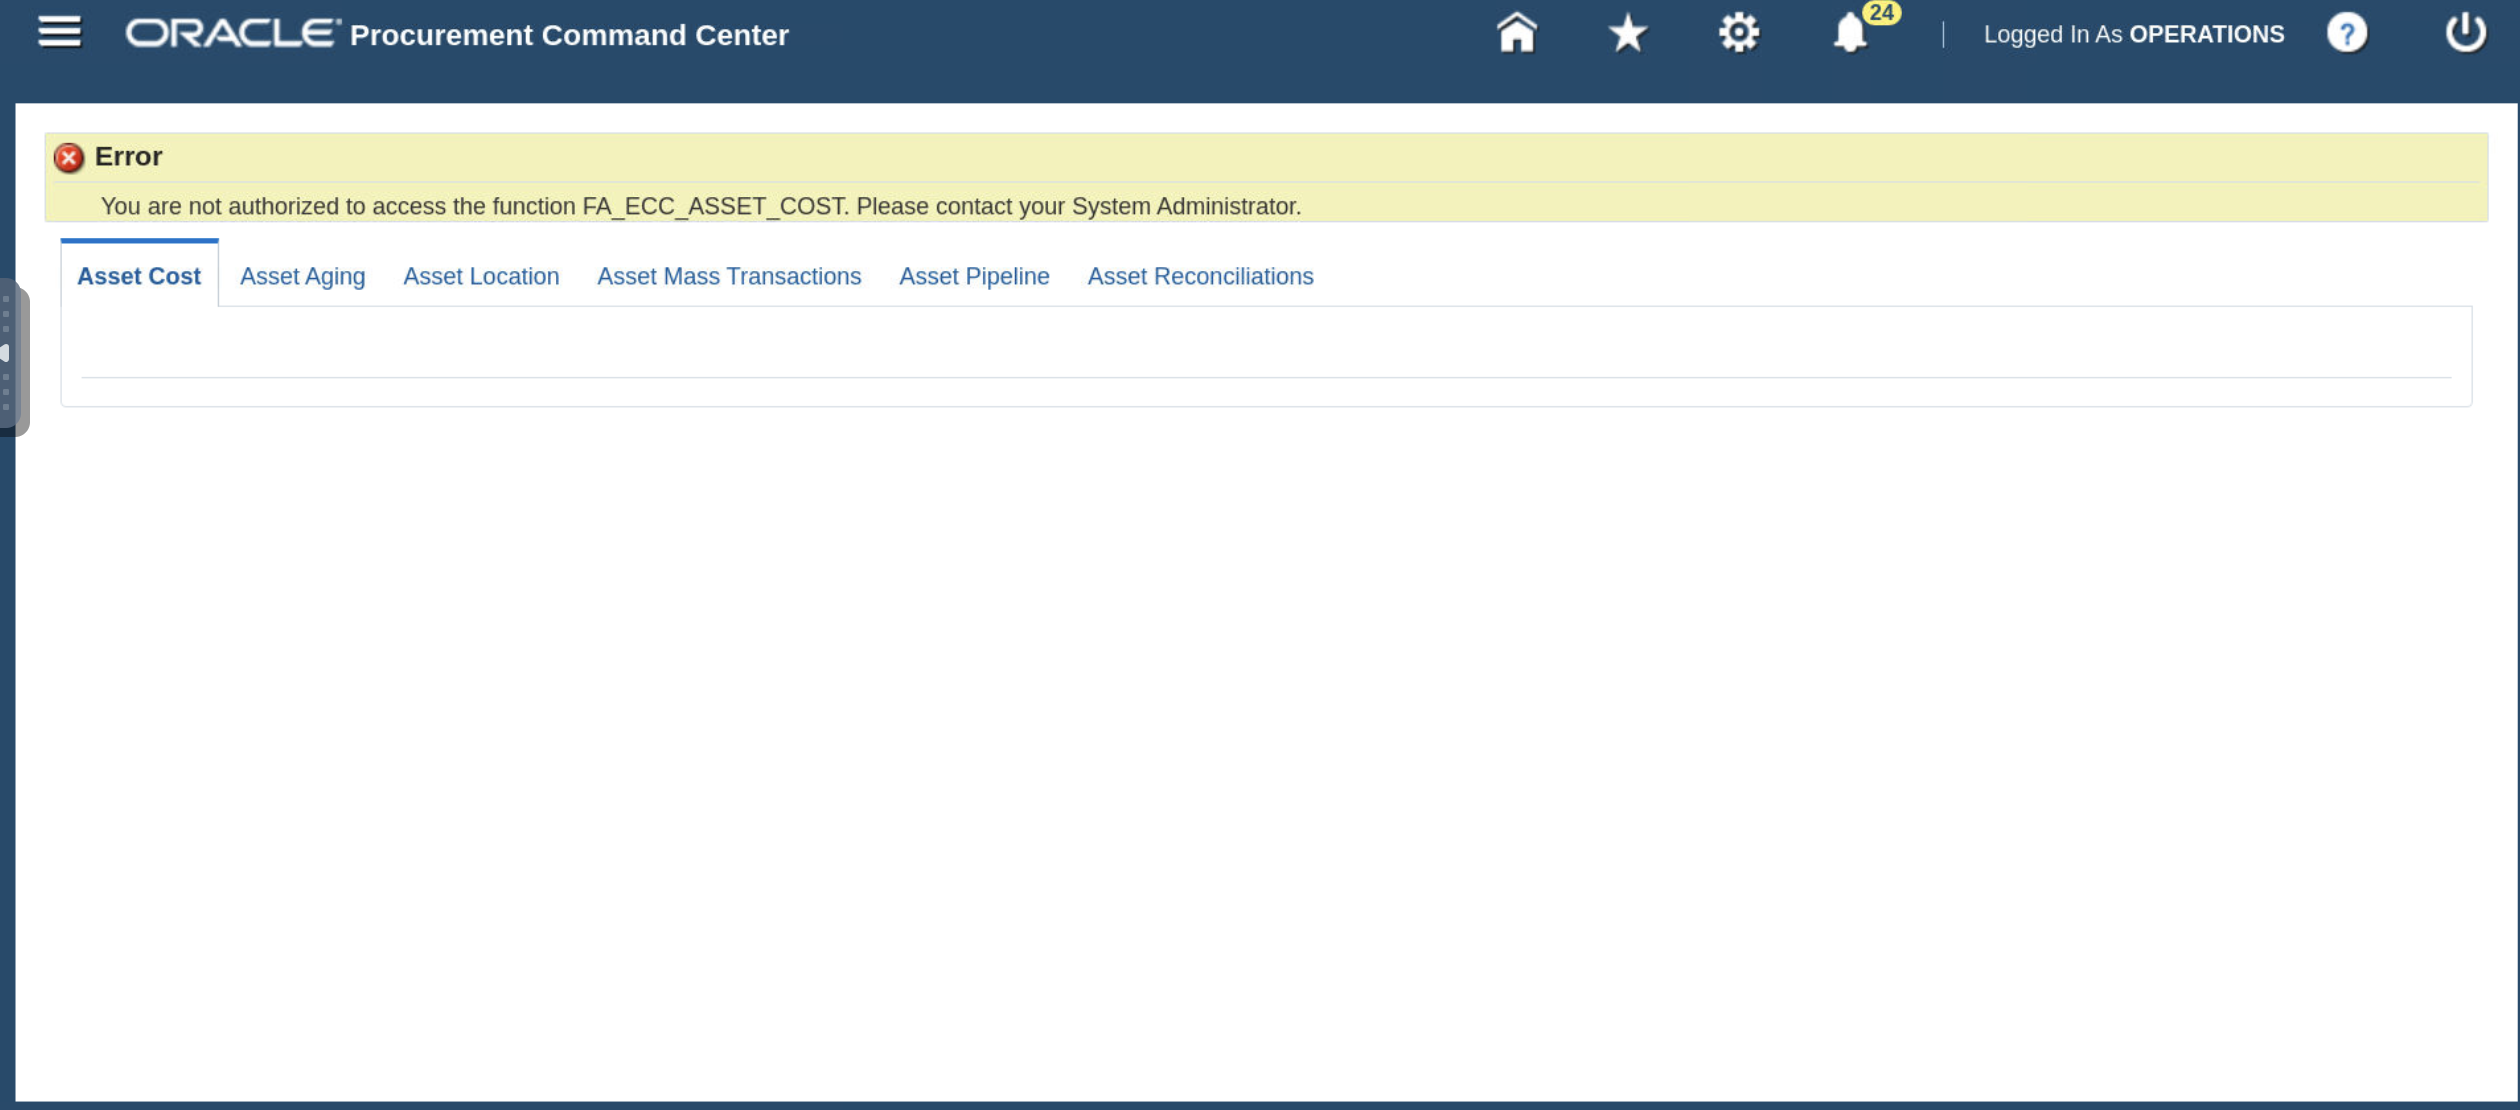 ORACLE Procurement Command Center
24
Logged In As OPERATIONS
?
Error
You are not authorized to access the function FA_ECC_ASSET_COST. Please contact your System Administrator.
Asset Cost Asset Aging Asset Location Asset Mass Transactions Asset Pipeline Asset Reconciliations